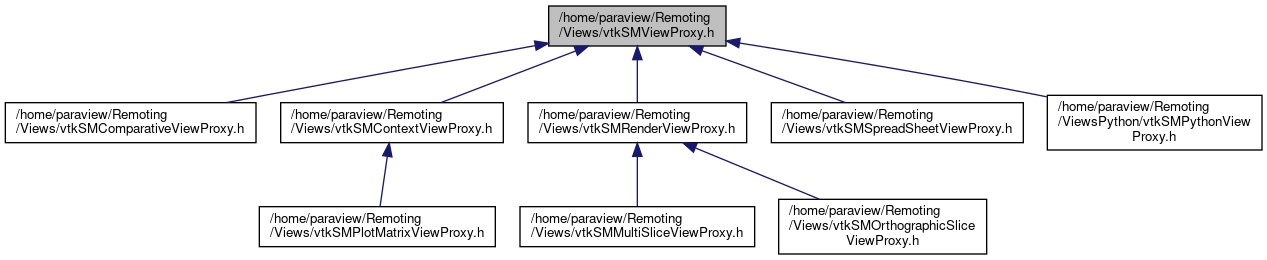 /home/paraview/Remoting
/Views/vtkSMViewProxy.h
/home/paraview/Remoting
/Views/vtkSMComparativeViewProxy.h
/home/paraview/Remoting
/Views/vtkSMContextViewProxy.h
/home/paraview/Remoting
/Views/vtkSMRenderViewProxy.h
/home/paraview/Remoting
/Views/vtkSMSpreadSheetViewProxy.h
/home/paraview/Remoting
/ViewsPython/vtkSMPythonView
Proxy.h
/home/paraview/Remoting
/Views/vtkSMPlotMatrixViewProxy.h
/home/paraview/Remoting
/Views/vtkSMMultiSliceViewProxy.h
/home/paraview/Remoting
/Views/vtkSMOrthographicSlice
ViewProxy.h